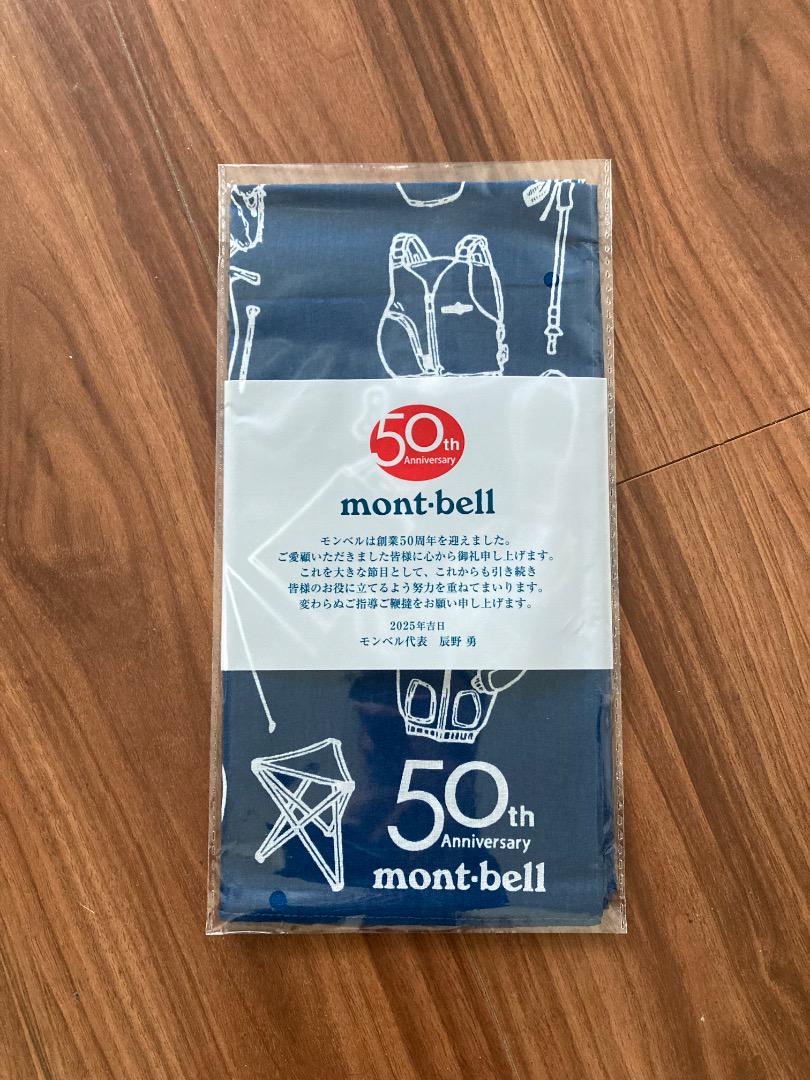 50th
Anniversary
mont·bell
モンベルは創業50周年を迎えました。
ご愛顧いただきました皆様に心から御礼申し上げます。
これを大きな節目として、これからも引き続き
皆様のお役に立てるよう努力を重ねてまいります。
変わらぬご指導ご鞭撻をお願い申し上げます。
2025年吉日
モンベル代表　辰野 勇
50th
Anniversary
mont·bell